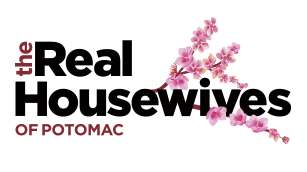 the Real
Housewives
OF POTOMAC